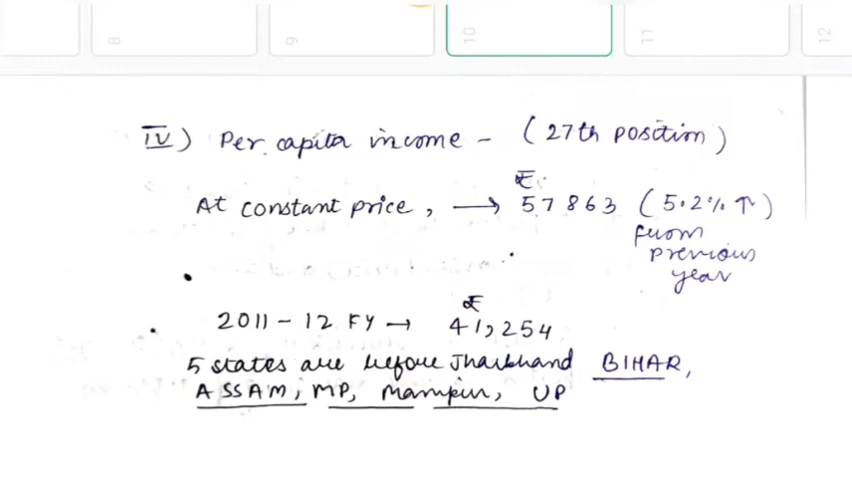 8 9 10 11 12
IV) Per capita income - (27th position)
At constant price, → ₹57863 (5.2% ↑)
from
previous
year
2011-12 FY → ₹41,254
5 states are before Jharkhand BIHAR,
ASSAM, MP, Manipur, UP